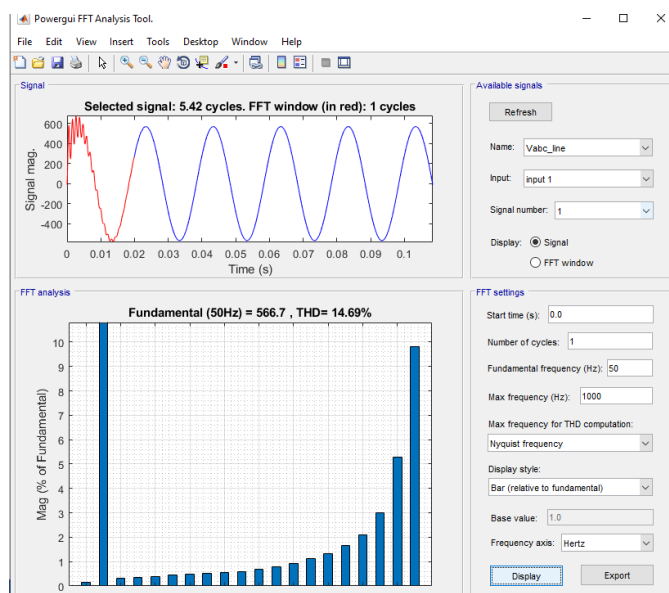 Powergui FFT Analysis Tool.
File Edit View Insert Tools Desktop Window Help
Signal
Selected signal: 5.42 cycles. FFT window (in red): 1 cycles
600
400
200
0
-200
-400
Signal mag.
0 0.01 0.02 0.03 0.04 0.05 0.06 0.07 0.08 0.09 0.1
Time (s)
Available signals
Refresh
Name: Vabc_line
Input: input 1
Signal number: 1
Display: Signal
FFT window
FFT analysis
Fundamental (50Hz) = 566.7 , THD= 14.69%
10
9
8
7
6
5
4
3
2
1
0
Mag (% of Fundamental)
FFT settings
Start time (s): 0.0
Number of cycles: 1
Fundamental frequency (Hz): 50
Max frequency (Hz): 1000
Max frequency for THD computation:
Nyquist frequency
Display style:
Bar (relative to fundamental)
Base value: 1.0
Frequency axis: Hertz
Display Export